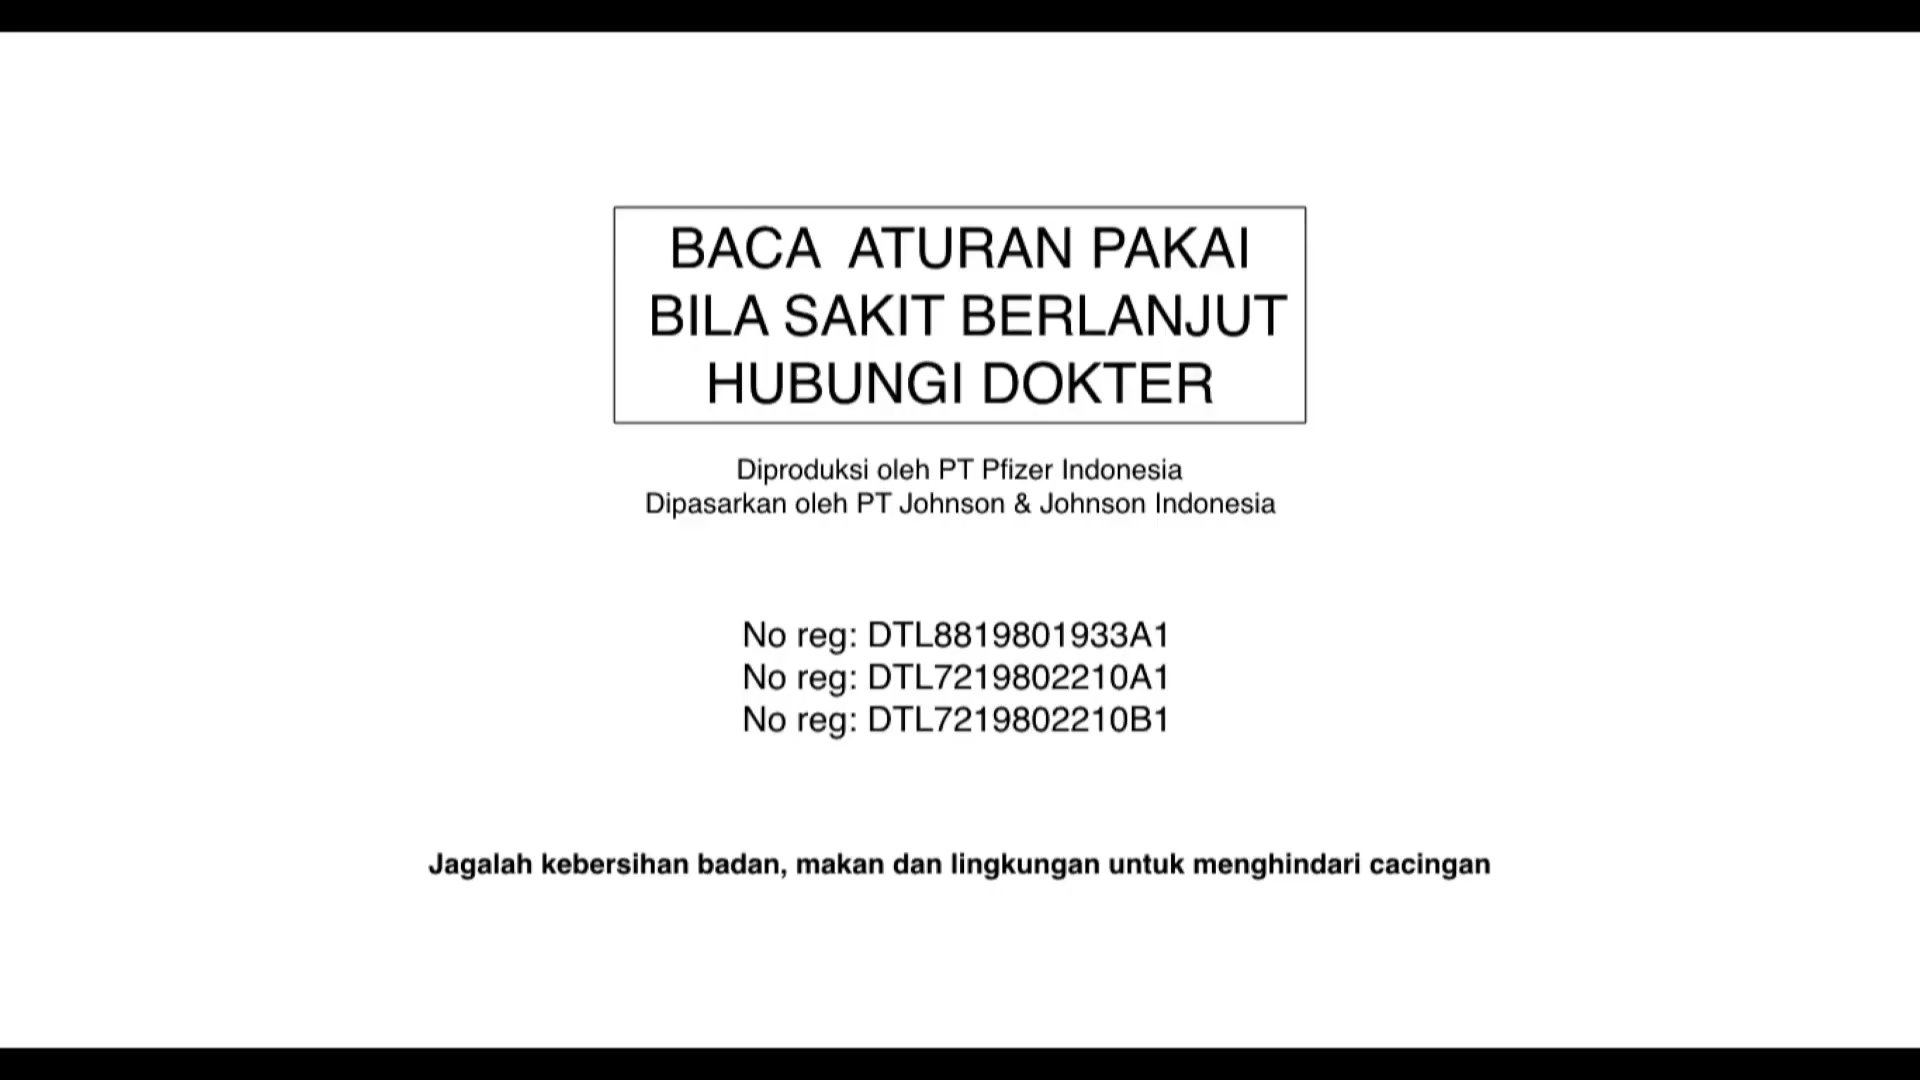 BACA ATURAN PAKAI
BILA SAKIT BERLANJUT
HUBUNGI DOKTER
Diproduksi oleh PT Pfizer Indonesia
Dipasarkan oleh PT Johnson & Johnson Indonesia
No reg: DTL8819801933A1
No reg: DTL7219802210A1
No reg: DTL7219802210B1
Jagalah kebersihan badan, makan dan lingkungan untuk menghindari cacingan